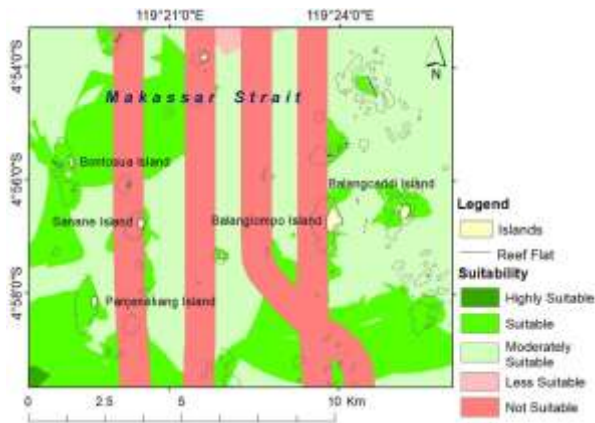 119°21'0"E
119°24'0"E
4°54'0"S
4°56'0"S
4°58'0"S
N
Makassar Strait
Bontosua Island
Balangcaddi Island
Sanane Island
Balanglompo Island
Panambungan Island
Legend
Islands
Reef Flat
Suitability
Highly Suitable
Suitable
Moderately
Suitable
Less Suitable
Not Suitable
0 2.5 5 10 Km